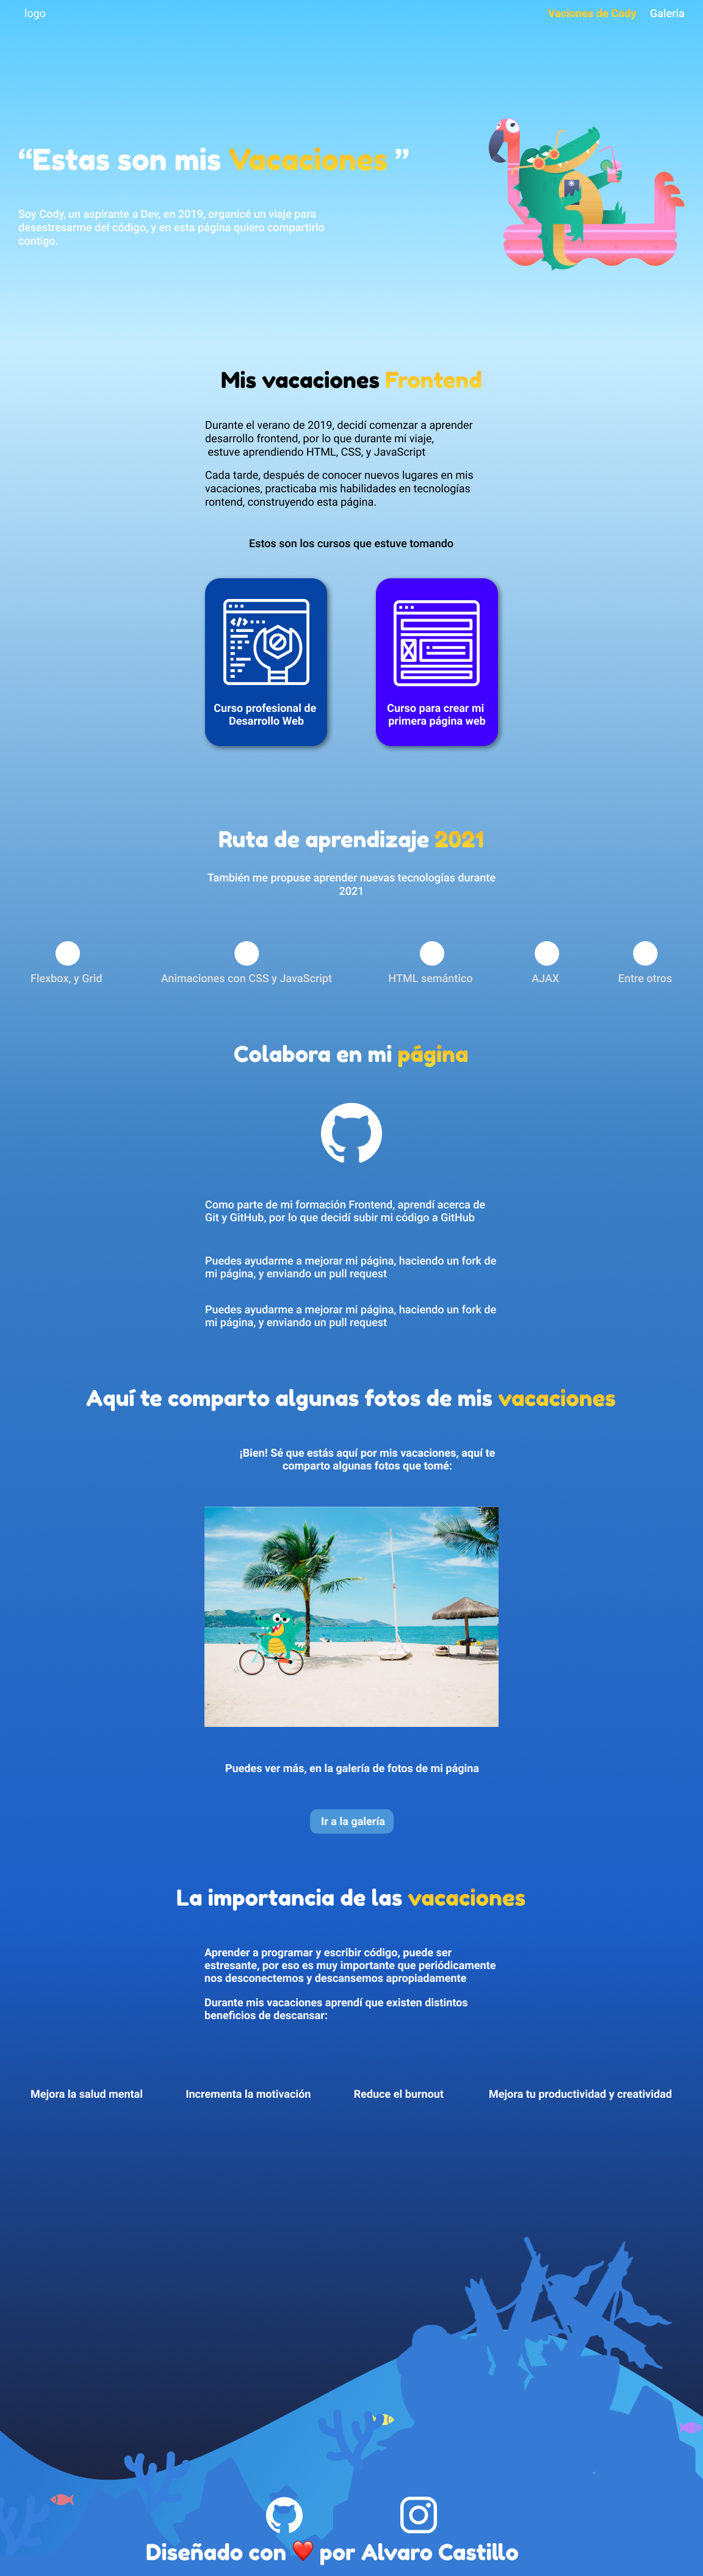 logo
Vaciones de Cody Galeria
“Estas son mis Vacaciones ”
Soy Cody, un aspirante a Dev, en 2019, organicé un viaje para
desestresarme del código, y en esta página quiero compartirlo
contigo.
Mis vacaciones Frontend
Durante el verano de 2019, decidí comenzar a aprender
desarrollo frontend, por lo que durante mi viaje,
estuve aprendiendo HTML, CSS, y JavaScript
Cada tarde, después de conocer nuevos lugares en mis
vacaciones, practicaba mis habilidades en tecnologías
rontend, construyendo esta página.
Estos son los cursos que estuve tomando
Curso profesional de
Desarrollo Web
Curso para crear mi
primera página web
Ruta de aprendizaje 2021
También me propuse aprender nuevas tecnologías durante
2021
Flexbox, y Grid
Animaciones con CSS y JavaScript
HTML semántico
AJAX
Entre otros
Colabora en mi página
Como parte de mi formación Frontend, aprendí acerca de
Git y GitHub, por lo que decidí subir mi código a GitHub
Puedes ayudarme a mejorar mi página, haciendo un fork de
mi página, y enviando un pull request
Puedes ayudarme a mejorar mi página, haciendo un fork de
mi página, y enviando un pull request
Aquí te comparto algunas fotos de mis vacaciones
¡Bien! Sé que estás aquí por mis vacaciones, aquí te
comparto algunas fotos que tomé:
Puedes ver más, en la galería de fotos de mi página
Ir a la galería
La importancia de las vacaciones
Aprender a programar y escribir código, puede ser
estresante, por eso es muy importante que periódicamente
nos desconectemos y descansemos apropiadamente
Durante mis vacaciones aprendí que existen distintos
beneficios de descansar:
Mejora la salud mental
Incrementa la motivación
Reduce el burnout
Mejora tu productividad y creatividad
Diseñado con ❤️ por Alvaro Castillo